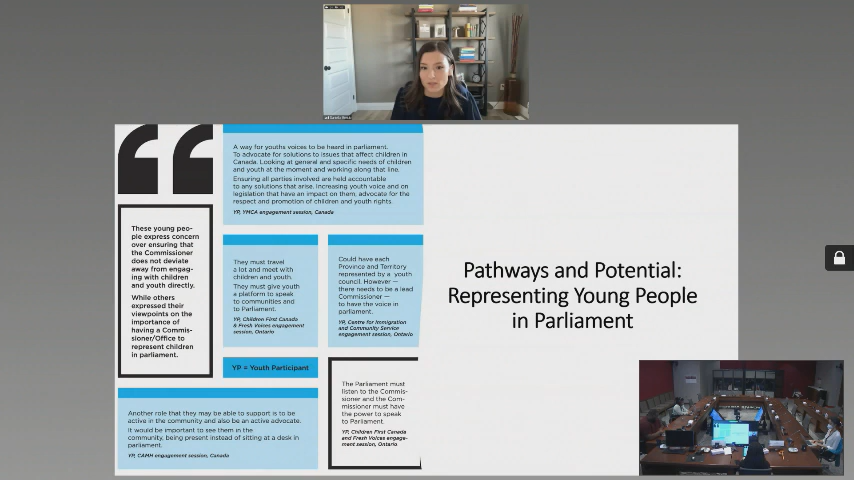 A way for youths voices to be heard in parliament.
To advocate for solutions to issues that affect children in
Canada. Looking at general and specific needs of children
and youth at the moment and working along that line.
Ensuring all parties involved are held accountable
to any solutions that arise. Increasing youth voice and on
legislation that have an impact on them, advocate for the
respect and promotion of children and youth rights.
YP, YMCA engagement session, Canada
These young peo-
ple express concern
over ensuring that
the Commissioner
does not deviate
away from engag-
ing with children
and youth directly.
While others
expressed their
viewpoints on the
importance of
having a Commis-
sioner/Office to
represent children
in parliament.
They must travel
a lot and meet with
children and youth.
They must give youth
a platform to speak
to communities and
to Parliament.
YP, Children First Canada
& Fresh Voices engagement
session, Ontario
Could have each
Province and Territory
represented by a youth
council. However —
there needs to be a lead
Commissioner —
to have the voice in
parliament.
YP, Centre for Immigration
and Community Service
engagement session, Ontario
YP = Youth Participant
The Parliament must
listen to the Commis-
sioner and the Com-
missioner must have
the power to speak
to Parliament.
YP, Children First Canada
and Fresh Voices engage-
ment session, Ontario
Another role that they may be able to support is to be
active in the community and also be an active advocate.
It would be important to see them in the
community, being present instead of sitting at a desk in
parliament.
YP, CAMH engagement session, Canada
Pathways and Potential:
Representing Young People
in Parliament